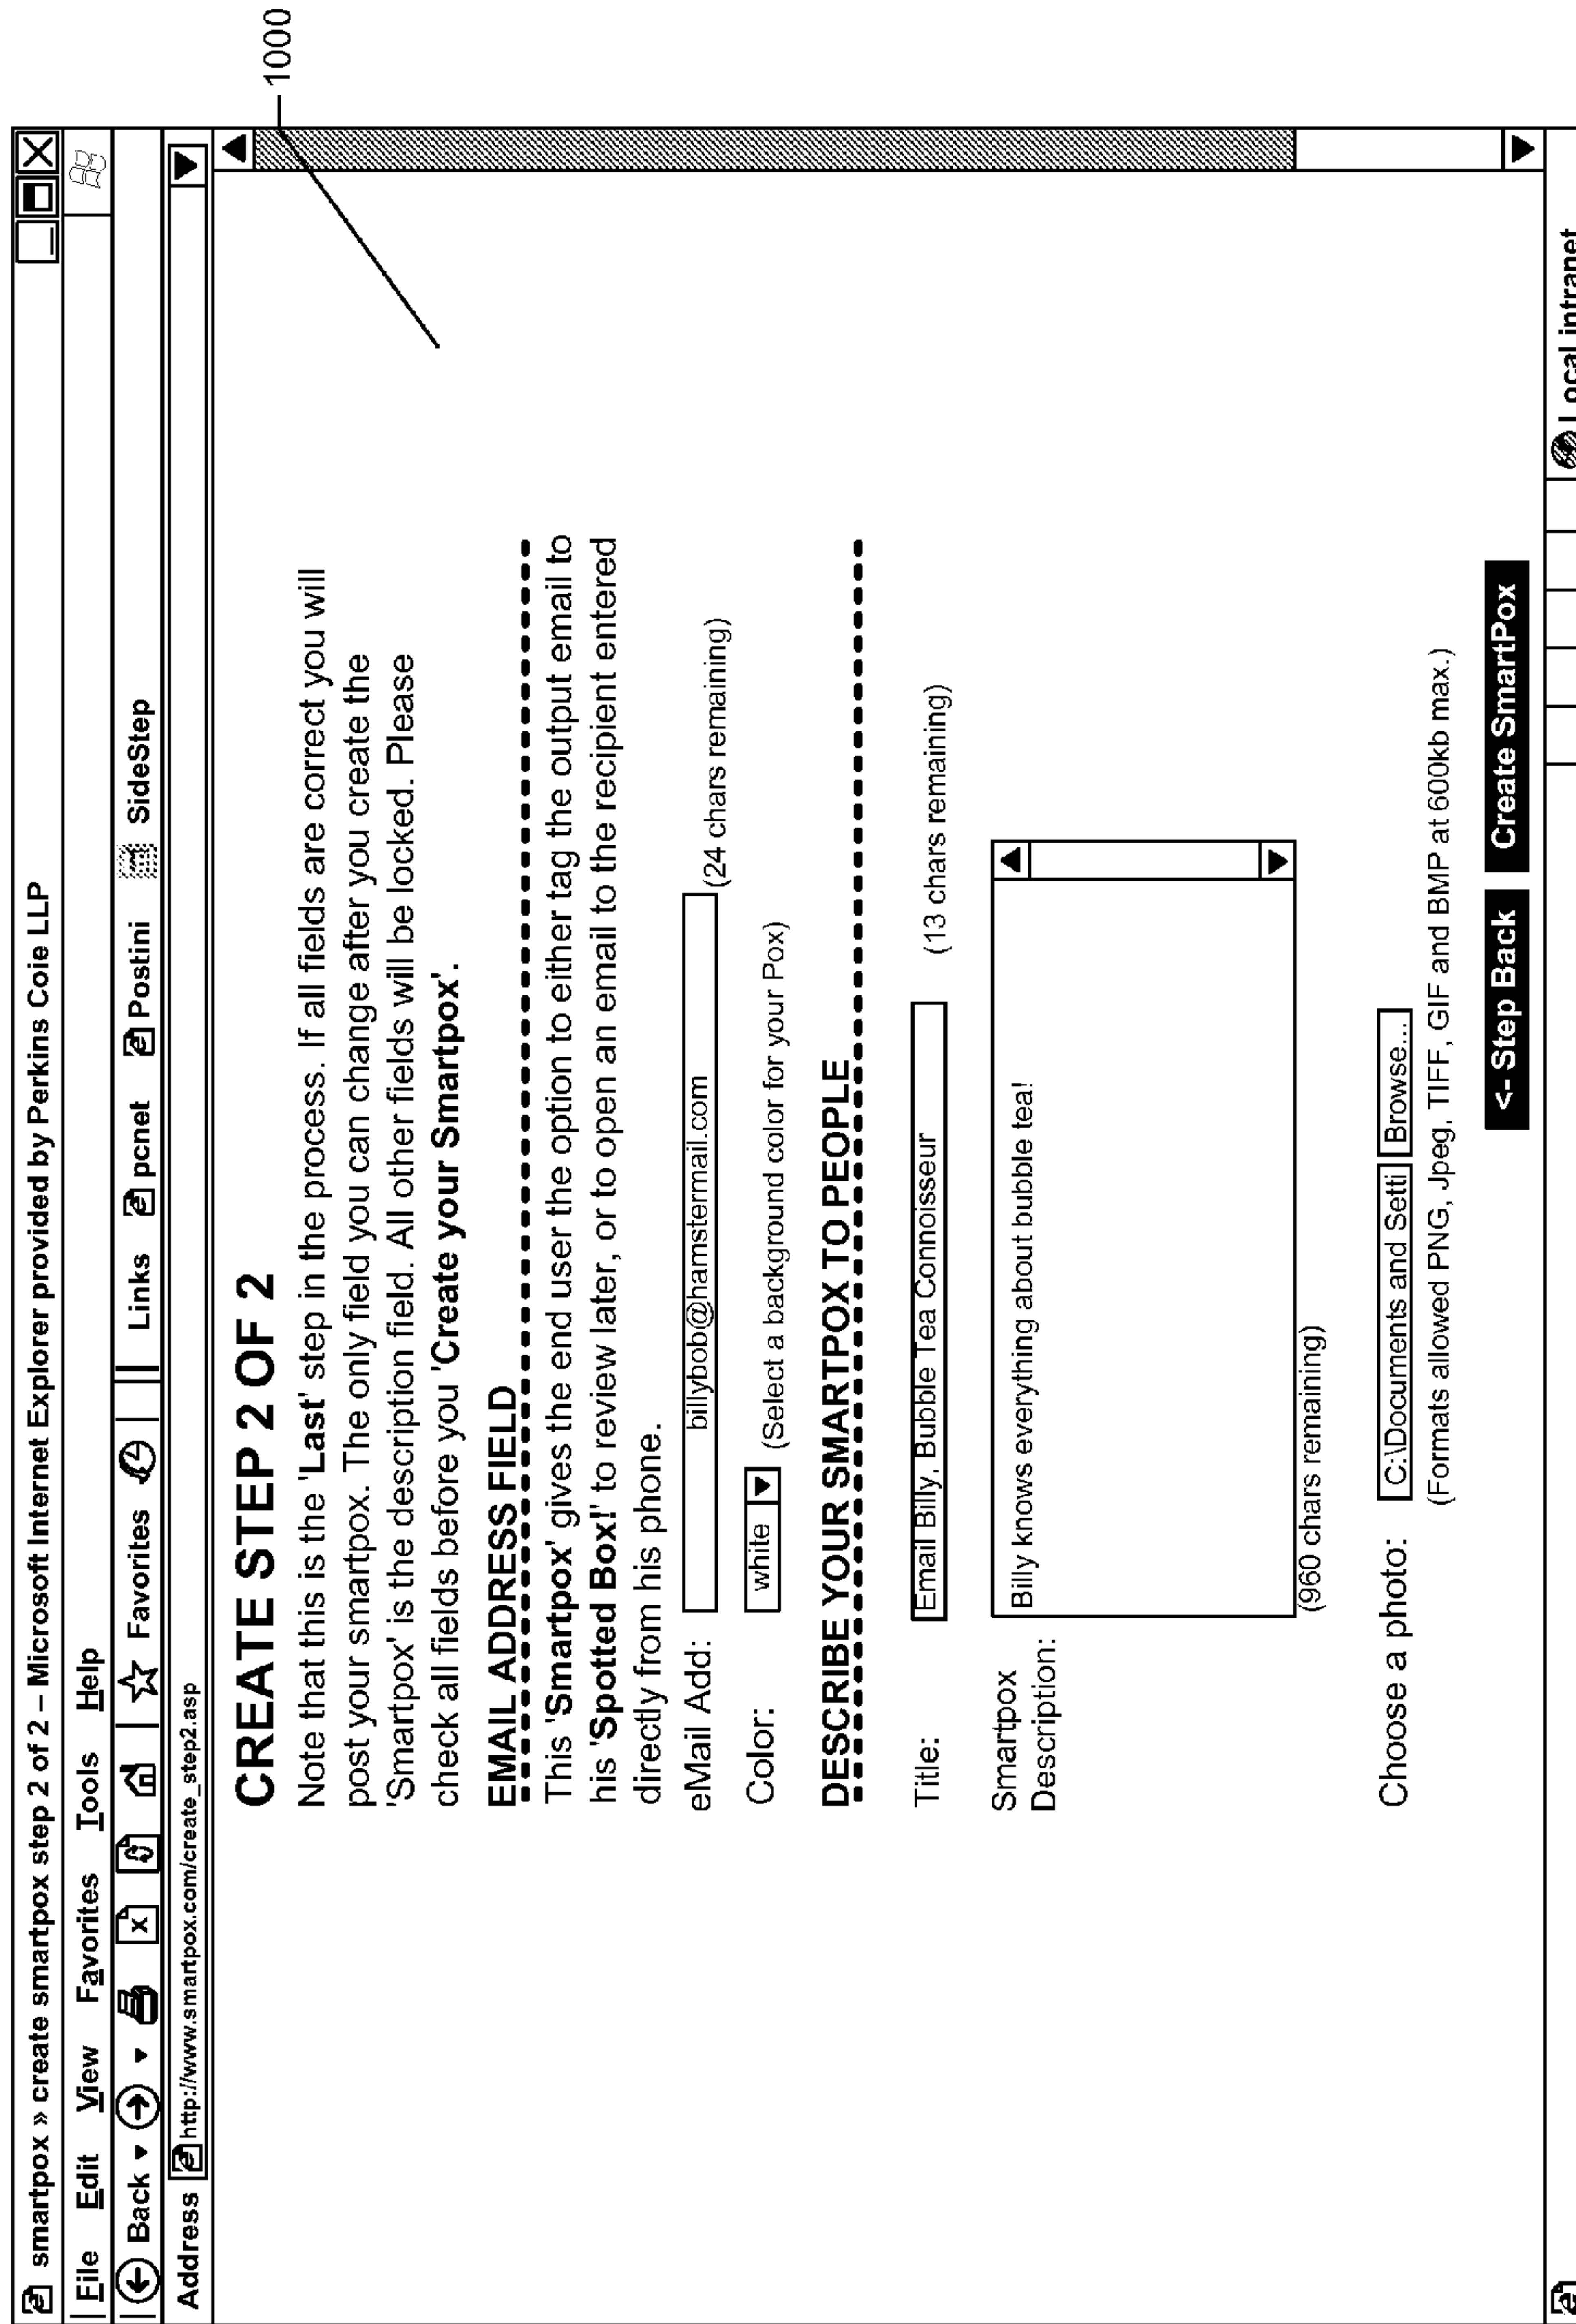 smartpox » create smartpox step 2 of 2 – Microsoft Internet Explorer provided by Perkins Coie LLP
File Edit View Favorites Tools Help
Back Favorites Links pcnet Postini SideStep
Address http://www.smartpox.com/create_step2.asp
1000
CREATE STEP 2 OF 2
Note that this is the 'Last' step in the process. If all fields are correct you will
post your smartpox. The only field you can change after you create the
'Smartpox' is the description field. All other fields will be locked. Please
check all fields before you 'Create your Smartpox'.
EMAIL ADDRESS FIELD
This 'Smartpox' gives the end user the option to either tag the output email to
his 'Spotted Box!' to review later, or to open an email to the recipient entered
directly from his phone.
eMail Add: billybob@hamstermail.com (24 chars remaining)
Color: white (Select a background color for your Pox)
DESCRIBE YOUR SMARTPOX TO PEOPLE
Title: Email Billy, Bubble Tea Connoisseur (13 chars remaining)
Smartpox
Description:
Billy knows everything about bubble tea!
(960 chars remaining)
Choose a photo: C:\Documents and Setti Browse...
(Formats allowed PNG, Jpeg, TIFF, GIF and BMP at 600kb max.)
<- Step Back Create SmartPox
Local intranet